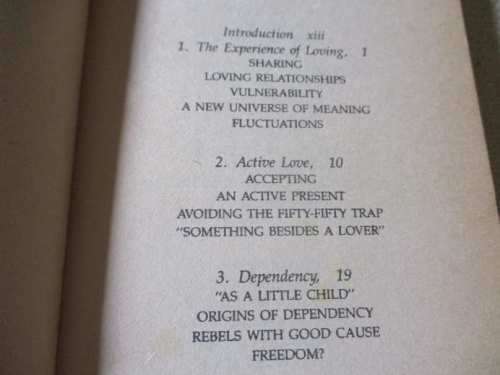 Introduction xiii
1. The Experience of Loving, 1
SHARING
LOVING RELATIONSHIPS
VULNERABILITY
A NEW UNIVERSE OF MEANING
FLUCTUATIONS
2. Active Love, 10
ACCEPTING
AN ACTIVE PRESENT
AVOIDING THE FIFTY-FIFTY TRAP
"SOMETHING BESIDES A LOVER"
3. Dependency, 19
"AS A LITTLE CHILD"
ORIGINS OF DEPENDENCY
REBELS WITH GOOD CAUSE
FREEDOM?